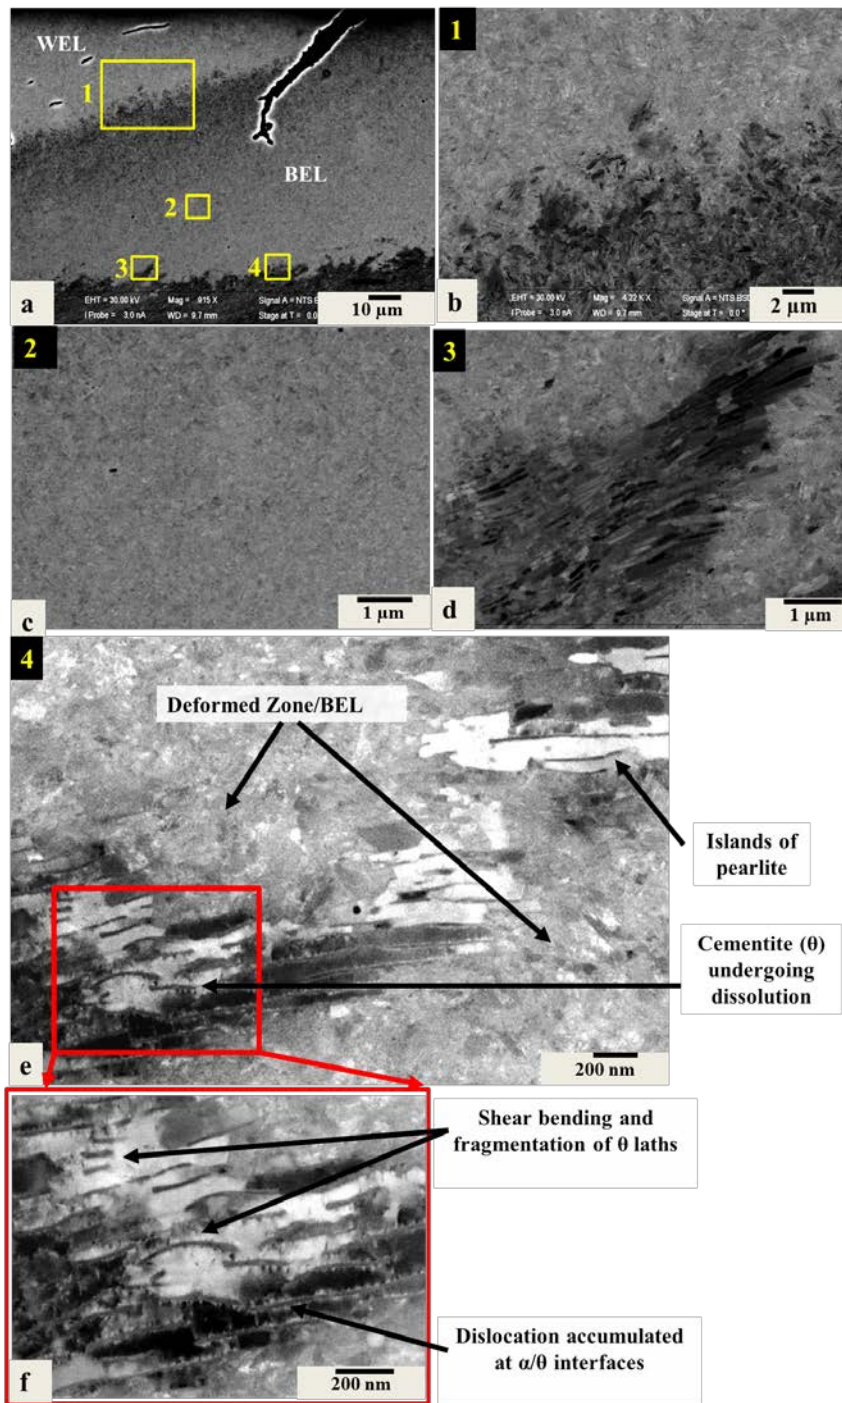 WEL
1
BEL
2
3
4
a
EHT = 30.00 kV
Mag = 915 X
Signal A = NTS
I Probe = 3.0 nA
WD = 9.7 mm
Stage at T = 0.0
10 µm
1
b
EHT = 30.00 kV
Mag = 4.22 K X
Signal A = NTS BSD
I Probe = 3.0 nA
WD = 9.7 mm
Stage at T = 0.0 °
2 µm
2
c
1 µm
3
d
1 µm
4
Deformed Zone/BEL
Islands of
pearlite
Cementite (θ)
undergoing
dissolution
e
200 nm
Shear bending and
fragmentation of θ laths
Dislocation accumulated
at α/θ interfaces
f
200 nm